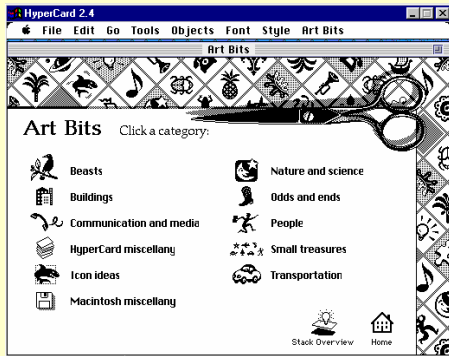 HyperCard 2.4
File Edit Go Tools Objects Font Style Art Bits
Art Bits
Art Bits Click a category:
Beasts
Buildings
Communication and media
HyperCard miscellany
Icon ideas
Macintosh miscellany
Nature and science
Odds and ends
People
Small treasures
Transportation
Stack Overview
Home